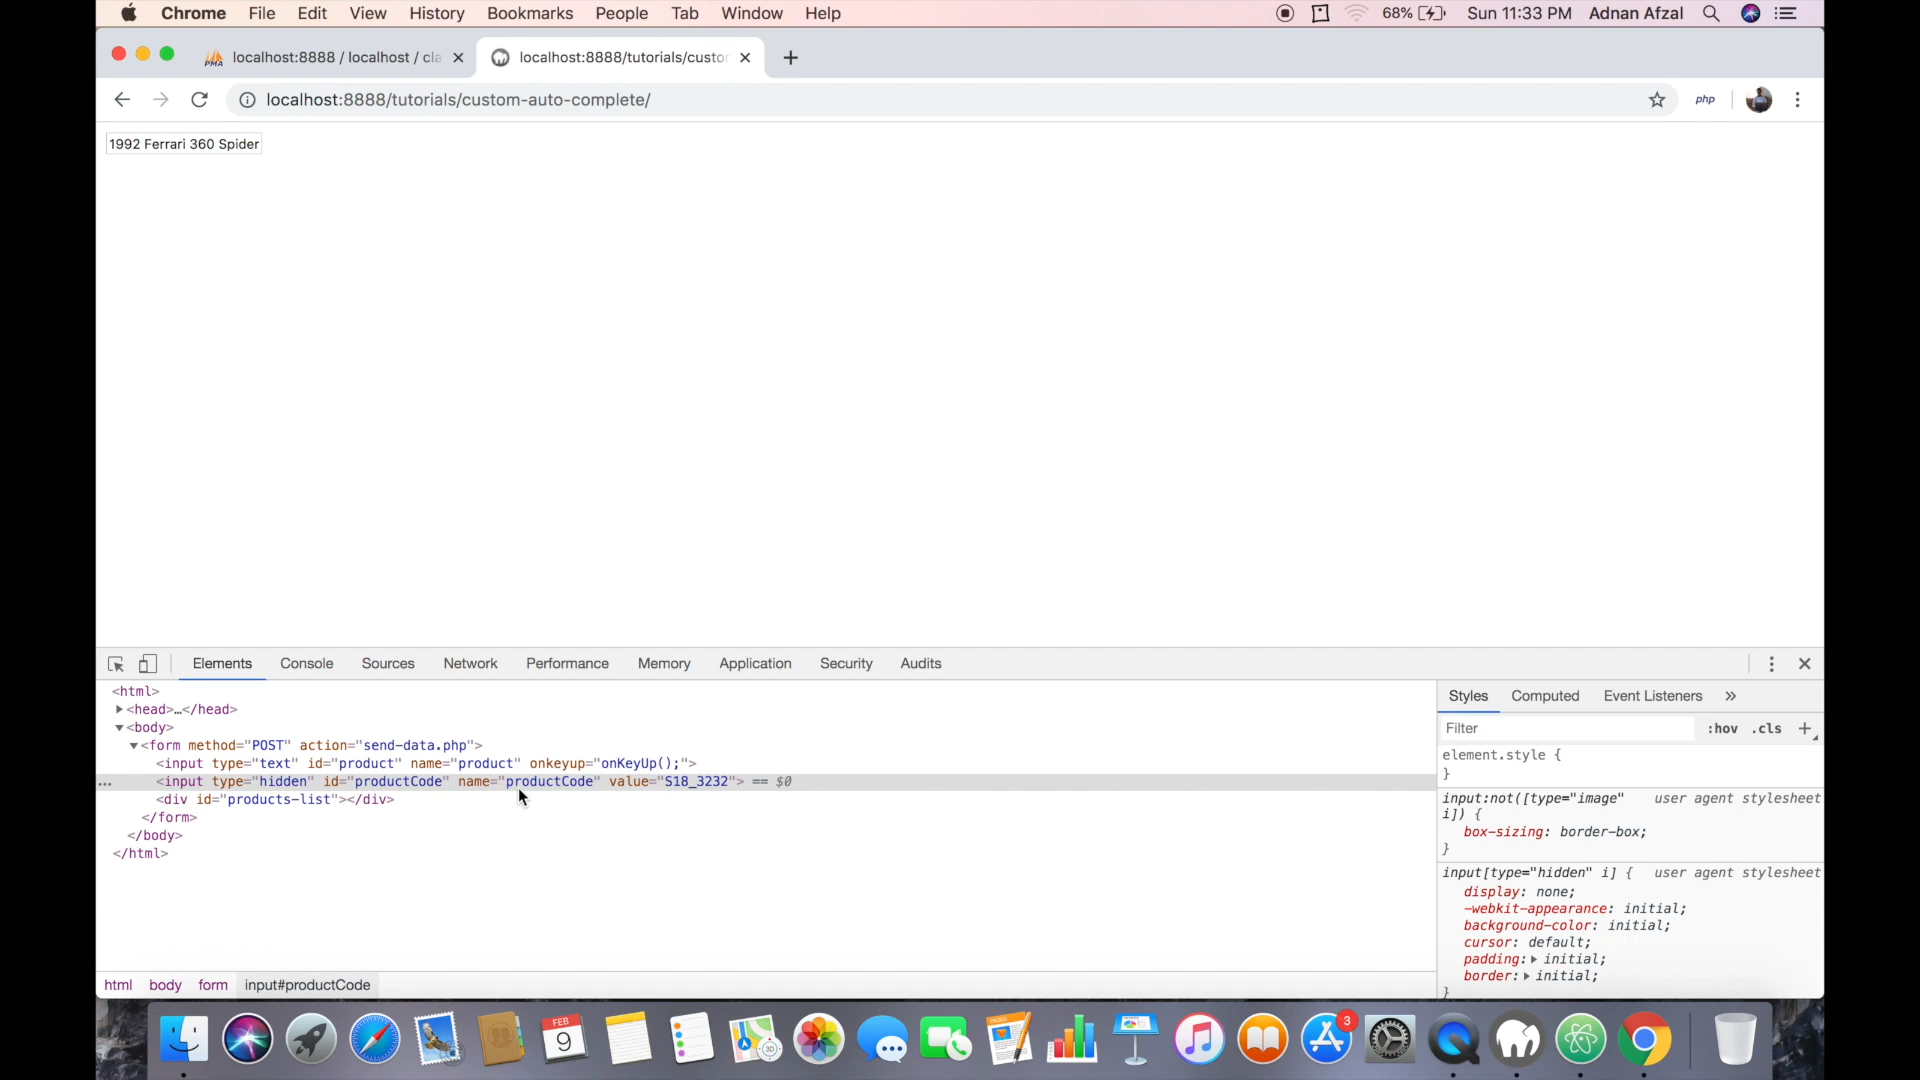 Chrome File Edit View History Bookmarks People Tab Window Help 68% Sun 11:33 PM Adnan Afzal
PMA localhost:8888 / localhost / cla localhost:8888/tutorials/custor
localhost:8888/tutorials/custom-auto-complete/ php
1992 Ferrari 360 Spider
Elements Console Sources Network Performance Memory Application Security Audits
<html>
<head>…</head>
<body>
<form method="POST" action="send-data.php">
<input type="text" id="product" name="product" onkeyup="onKeyUp();">
... <input type="hidden" id="productCode" name="productCode" value="S18_3232"> == $0
<div id="products-list"></div>
</form>
</body>
</html>
html body form input#productCode
Styles Computed Event Listeners »
Filter :hov .cls +
element.style {
}
input:not([type="image" user agent stylesheet
i]) {
box-sizing: border-box;
}
input[type="hidden" i] { user agent stylesheet
display: none;
-webkit-appearance: initial;
background-color: initial;
cursor: default;
padding: initial;
border: initial;
}
FEB
9
3D
PAGES
3